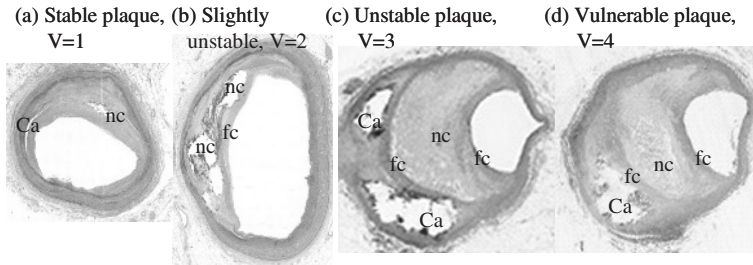 (a) Stable plaque,
V=1
(b) Slightly
unstable, V=2
(c) Unstable plaque,
V=3
(d) Vulnerable plaque,
V=4
Ca
nc
nc
fc
nc
Ca
nc
fc
fc
Ca
fc
nc
fc
Ca